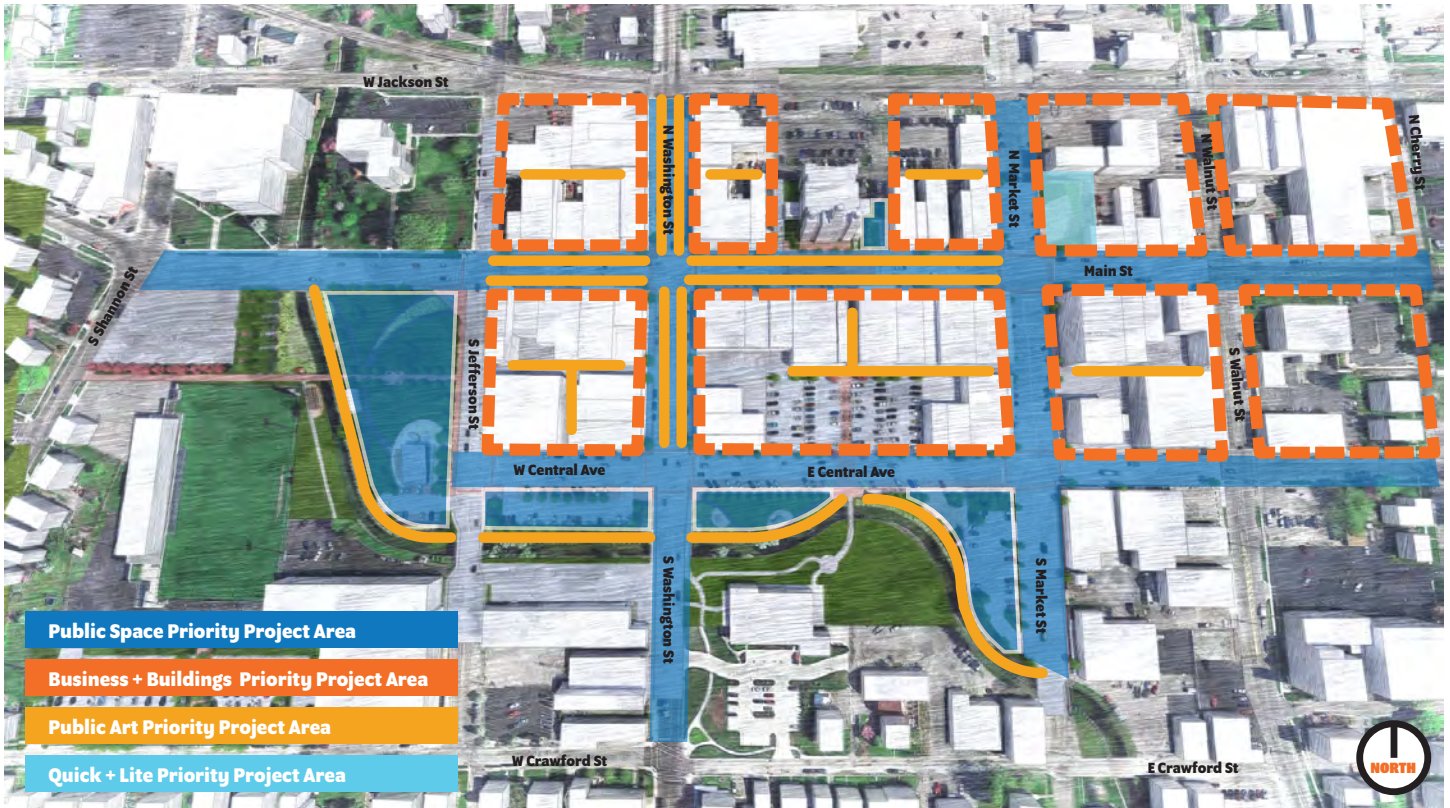 W Jackson St
N Washington St
N Market St
N Walnut St
N Cherry St
S Shannon St
Main St
S Jefferson St
S Walnut St
W Central Ave
E Central Ave
S Washington St
S Market St
Public Space Priority Project Area
Business + Buildings Priority Project Area
Public Art Priority Project Area
Quick + Lite Priority Project Area
W Crawford St
E Crawford St
NORTH